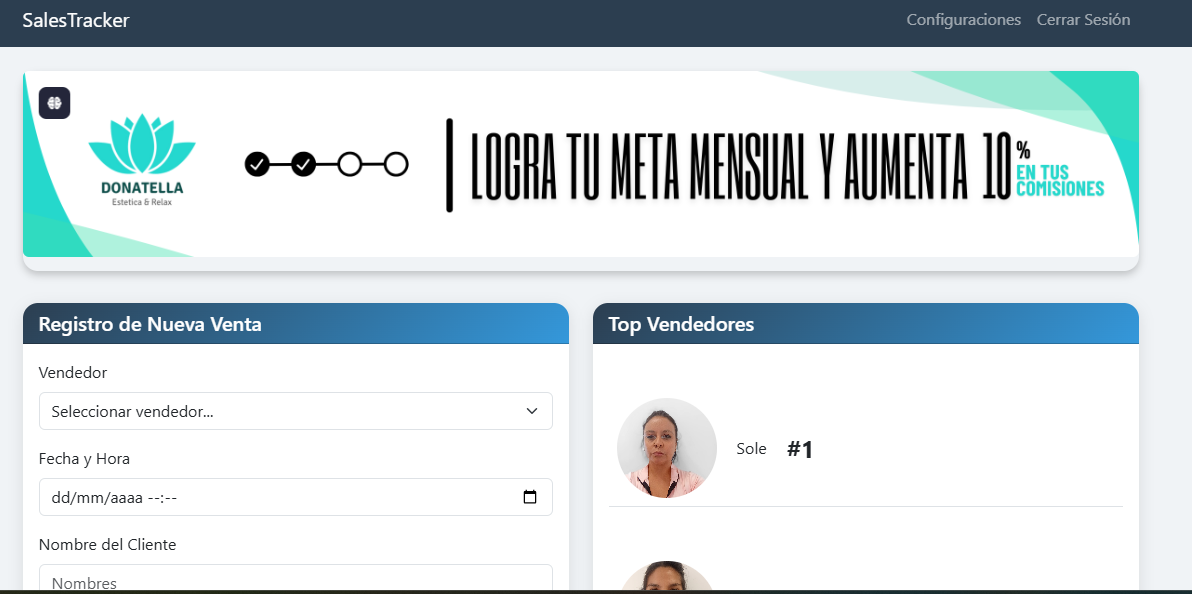 SalesTracker
Configuraciones
Cerrar Sesión
DONATELLA
Estetica & Relax
LOGRA TU META MENSUAL Y AUMENTA 10%
EN TUS
COMISIONES
Registro de Nueva Venta
Vendedor
Seleccionar vendedor...
Fecha y Hora
dd/mm/aaaa --:--
Nombre del Cliente
Nombres
Top Vendedores
Sole #1